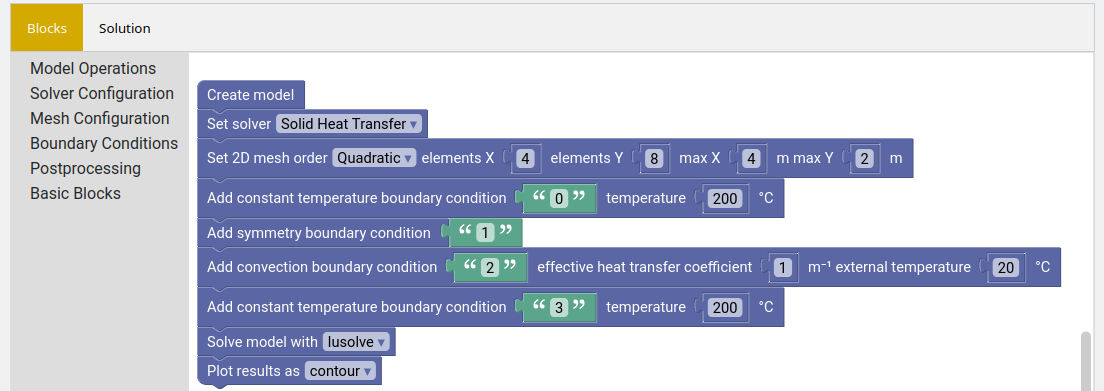 Blocks Solution
Model Operations
Solver Configuration
Mesh Configuration
Boundary Conditions
Postprocessing
Basic Blocks
Create model
Set solver Solid Heat Transfer ▾
Set 2D mesh order Quadratic ▾ elements X 4 elements Y 8 max X 4 m max Y 2 m
Add constant temperature boundary condition “ 0 ” temperature 200 °C
Add symmetry boundary condition “ 1 ”
Add convection boundary condition “ 2 ” effective heat transfer coefficient 1 m⁻¹ external temperature 20 °C
Add constant temperature boundary condition “ 3 ” temperature 200 °C
Solve model with lusolve ▾
Plot results as contour ▾